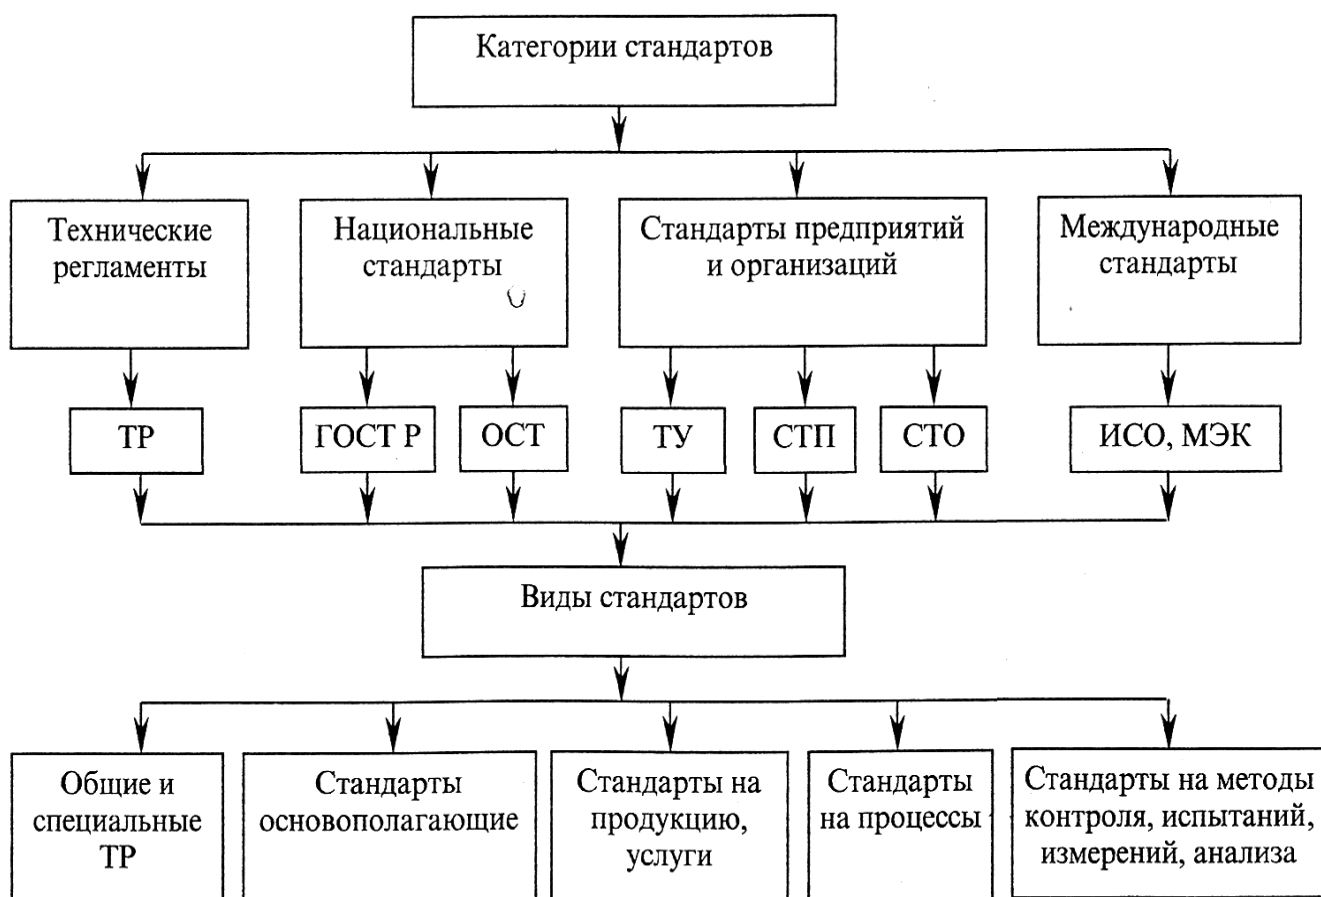 Категории стандартов
Технические
регламенты
Национальные
стандарты
Стандарты предприятий
и организаций
Международные
стандарты
ТР
ГОСТ Р
ОСТ
ТУ
СТП
СТО
ИСО, МЭК
Виды стандартов
Общие и
специальные
ТР
Стандарты
основополагающие
Стандарты на
продукцию,
услуги
Стандарты
на процессы
Стандарты на методы
контроля, испытаний,
измерений, анализа